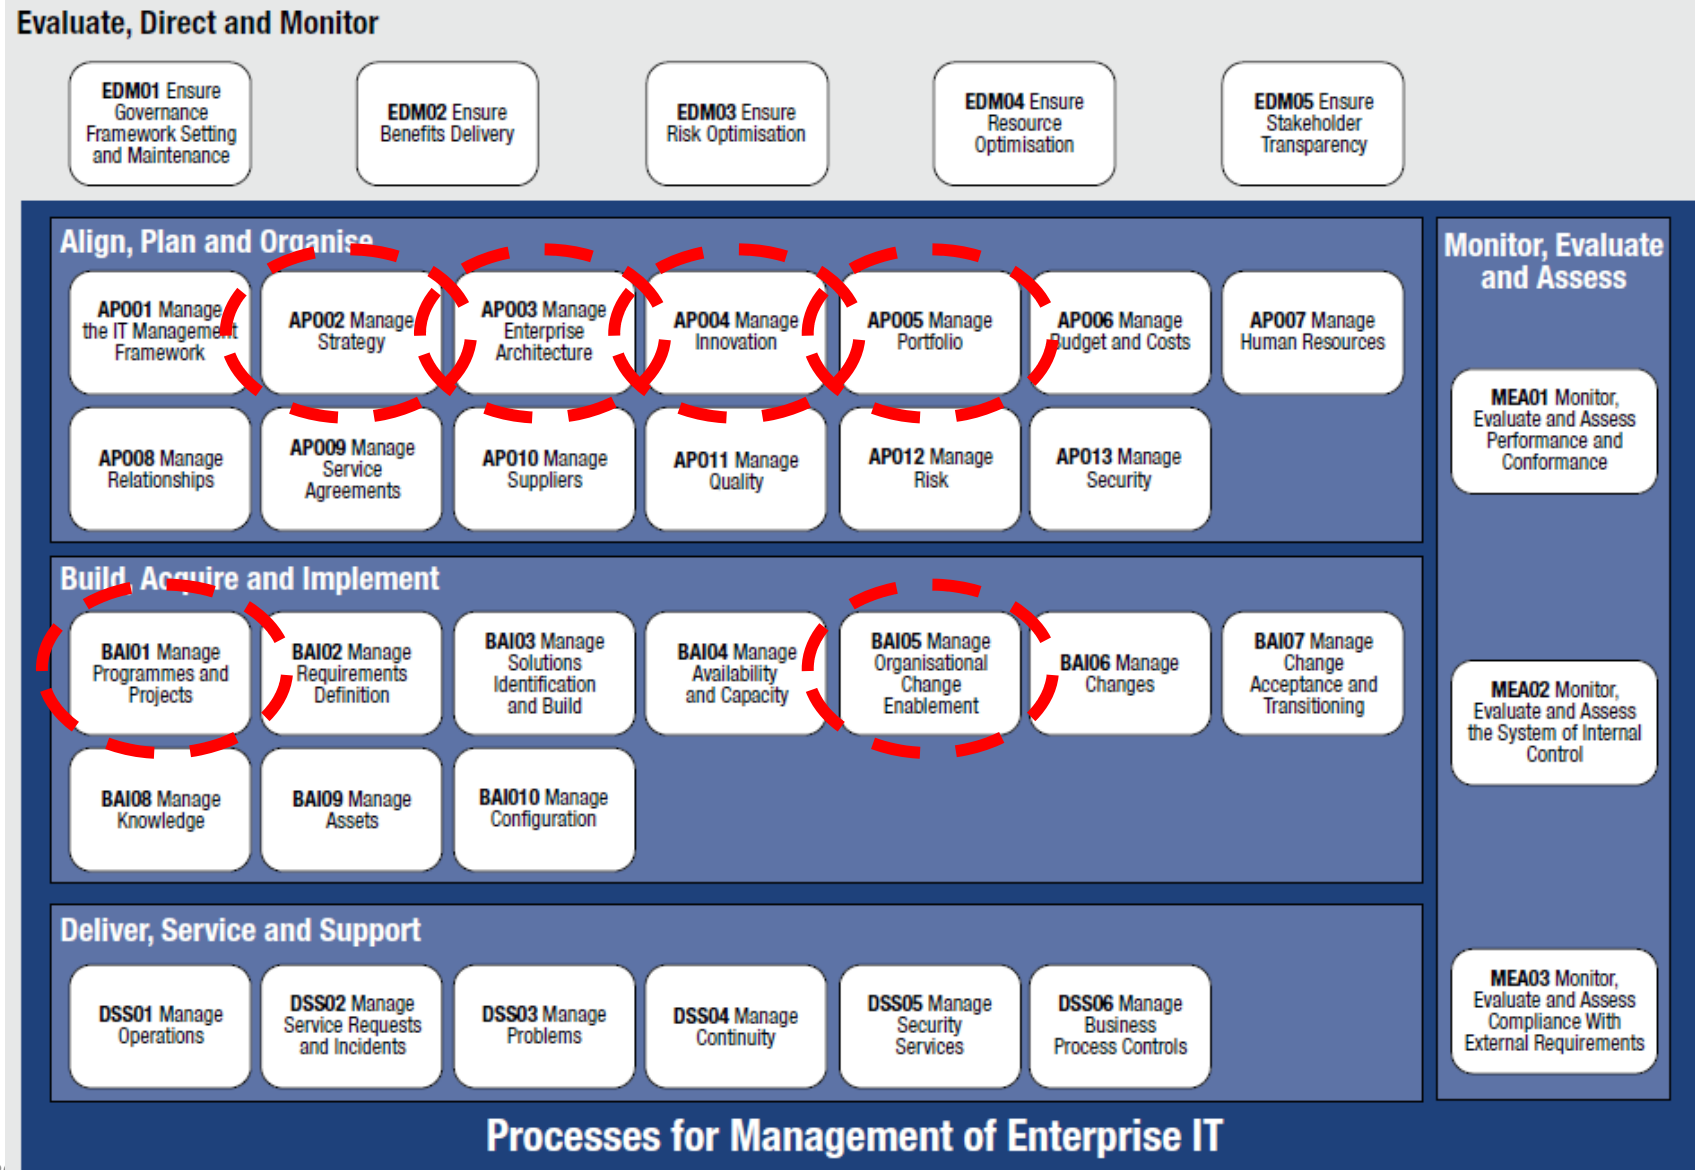 Evaluate, Direct and Monitor
EDM01 Ensure
Governance
Framework Setting
and Maintenance
EDM02 Ensure
Benefits Delivery
EDM03 Ensure
Risk Optimisation
EDM04 Ensure
Resource
Optimisation
EDM05 Ensure
Stakeholder
Transparency
Align, Plan and Organise
APO01 Manage
the IT Management
Framework
APO02 Manage
Strategy
APO03 Manage
Enterprise
Architecture
APO04 Manage
Innovation
APO05 Manage
Portfolio
APO06 Manage
Budget and Costs
APO07 Manage
Human Resources
APO08 Manage
Relationships
APO09 Manage
Service
Agreements
APO10 Manage
Suppliers
APO11 Manage
Quality
APO12 Manage
Risk
APO13 Manage
Security
Build, Acquire and Implement
BAI01 Manage
Programmes and
Projects
BAI02 Manage
Requirements
Definition
BAI03 Manage
Solutions
Identification
and Build
BAI04 Manage
Availability
and Capacity
BAI05 Manage
Organisational
Change
Enablement
BAI06 Manage
Changes
BAI07 Manage
Change
Acceptance and
Transitioning
BAI08 Manage
Knowledge
BAI09 Manage
Assets
BAI010 Manage
Configuration
Deliver, Service and Support
DSS01 Manage
Operations
DSS02 Manage
Service Requests
and Incidents
DSS03 Manage
Problems
DSS04 Manage
Continuity
DSS05 Manage
Security
Services
DSS06 Manage
Business
Process Controls
Monitor, Evaluate
and Assess
MEA01 Monitor,
Evaluate and Assess
Performance and
Conformance
MEA02 Monitor,
Evaluate and Assess
the System of Internal
Control
MEA03 Monitor,
Evaluate and Assess
Compliance With
External Requirements
Processes for Management of Enterprise IT